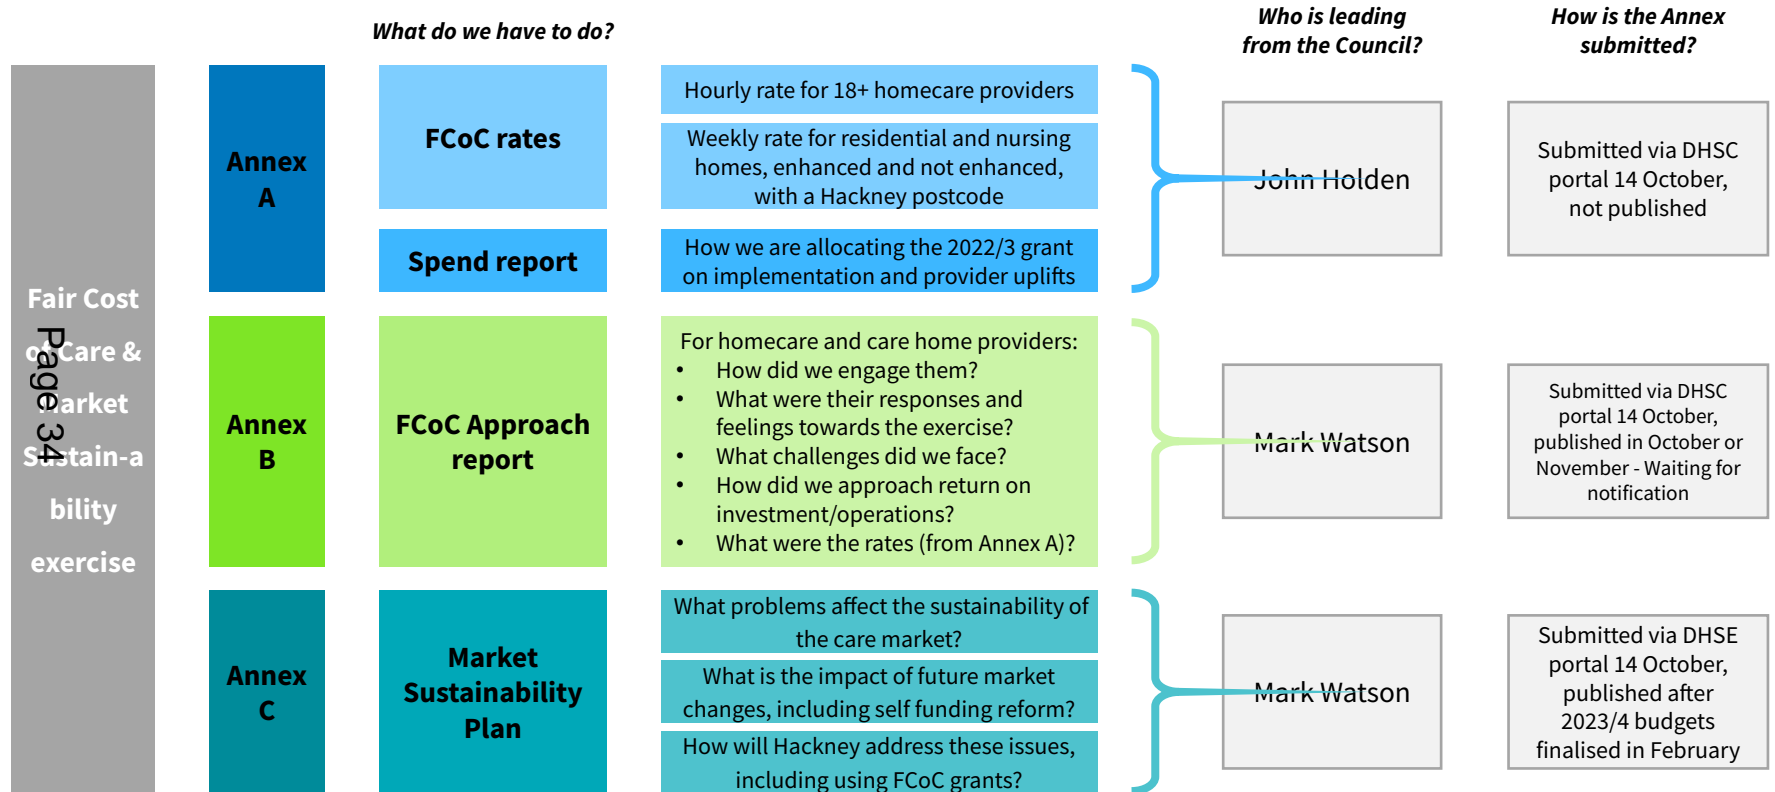 What do we have to do?
Who is leading
from the Council?
How is the Annex
submitted?
Fair Cost
of Care &
Market
Sustain-a
bility
exercise
Page 34
Annex
A
FCoC rates
Hourly rate for 18+ homecare providers
Weekly rate for residential and nursing
homes, enhanced and not enhanced,
with a Hackney postcode
Spend report
How we are allocating the 2022/3 grant
on implementation and provider uplifts
John Holden
Submitted via DHSC
portal 14 October,
not published
Annex
B
FCoC Approach
report
For homecare and care home providers:
• How did we engage them?
• What were their responses and
feelings towards the exercise?
• What challenges did we face?
• How did we approach return on
investment/operations?
• What were the rates (from Annex A)?
Mark Watson
Submitted via DHSC
portal 14 October,
published in October or
November - Waiting for
notification
Annex
C
Market
Sustainability
Plan
What problems affect the sustainability of
the care market?
What is the impact of future market
changes, including self funding reform?
How will Hackney address these issues,
including using FCoC grants?
Mark Watson
Submitted via DHSE
portal 14 October,
published after
2023/4 budgets
finalised in February